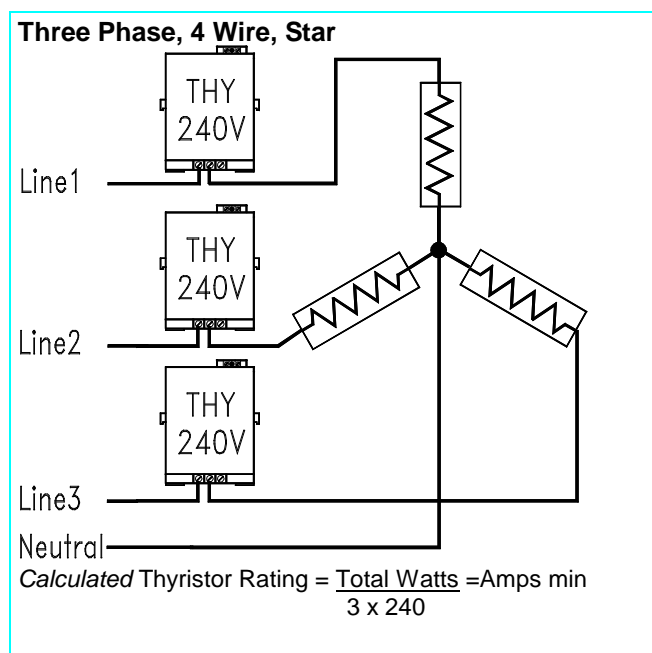 Three Phase, 4 Wire, Star
THY
240V
Line1
THY
240V
Line2
THY
240V
Line3
Neutral
Calculated Thyristor Rating = Total Watts =Amps min
3 x 240